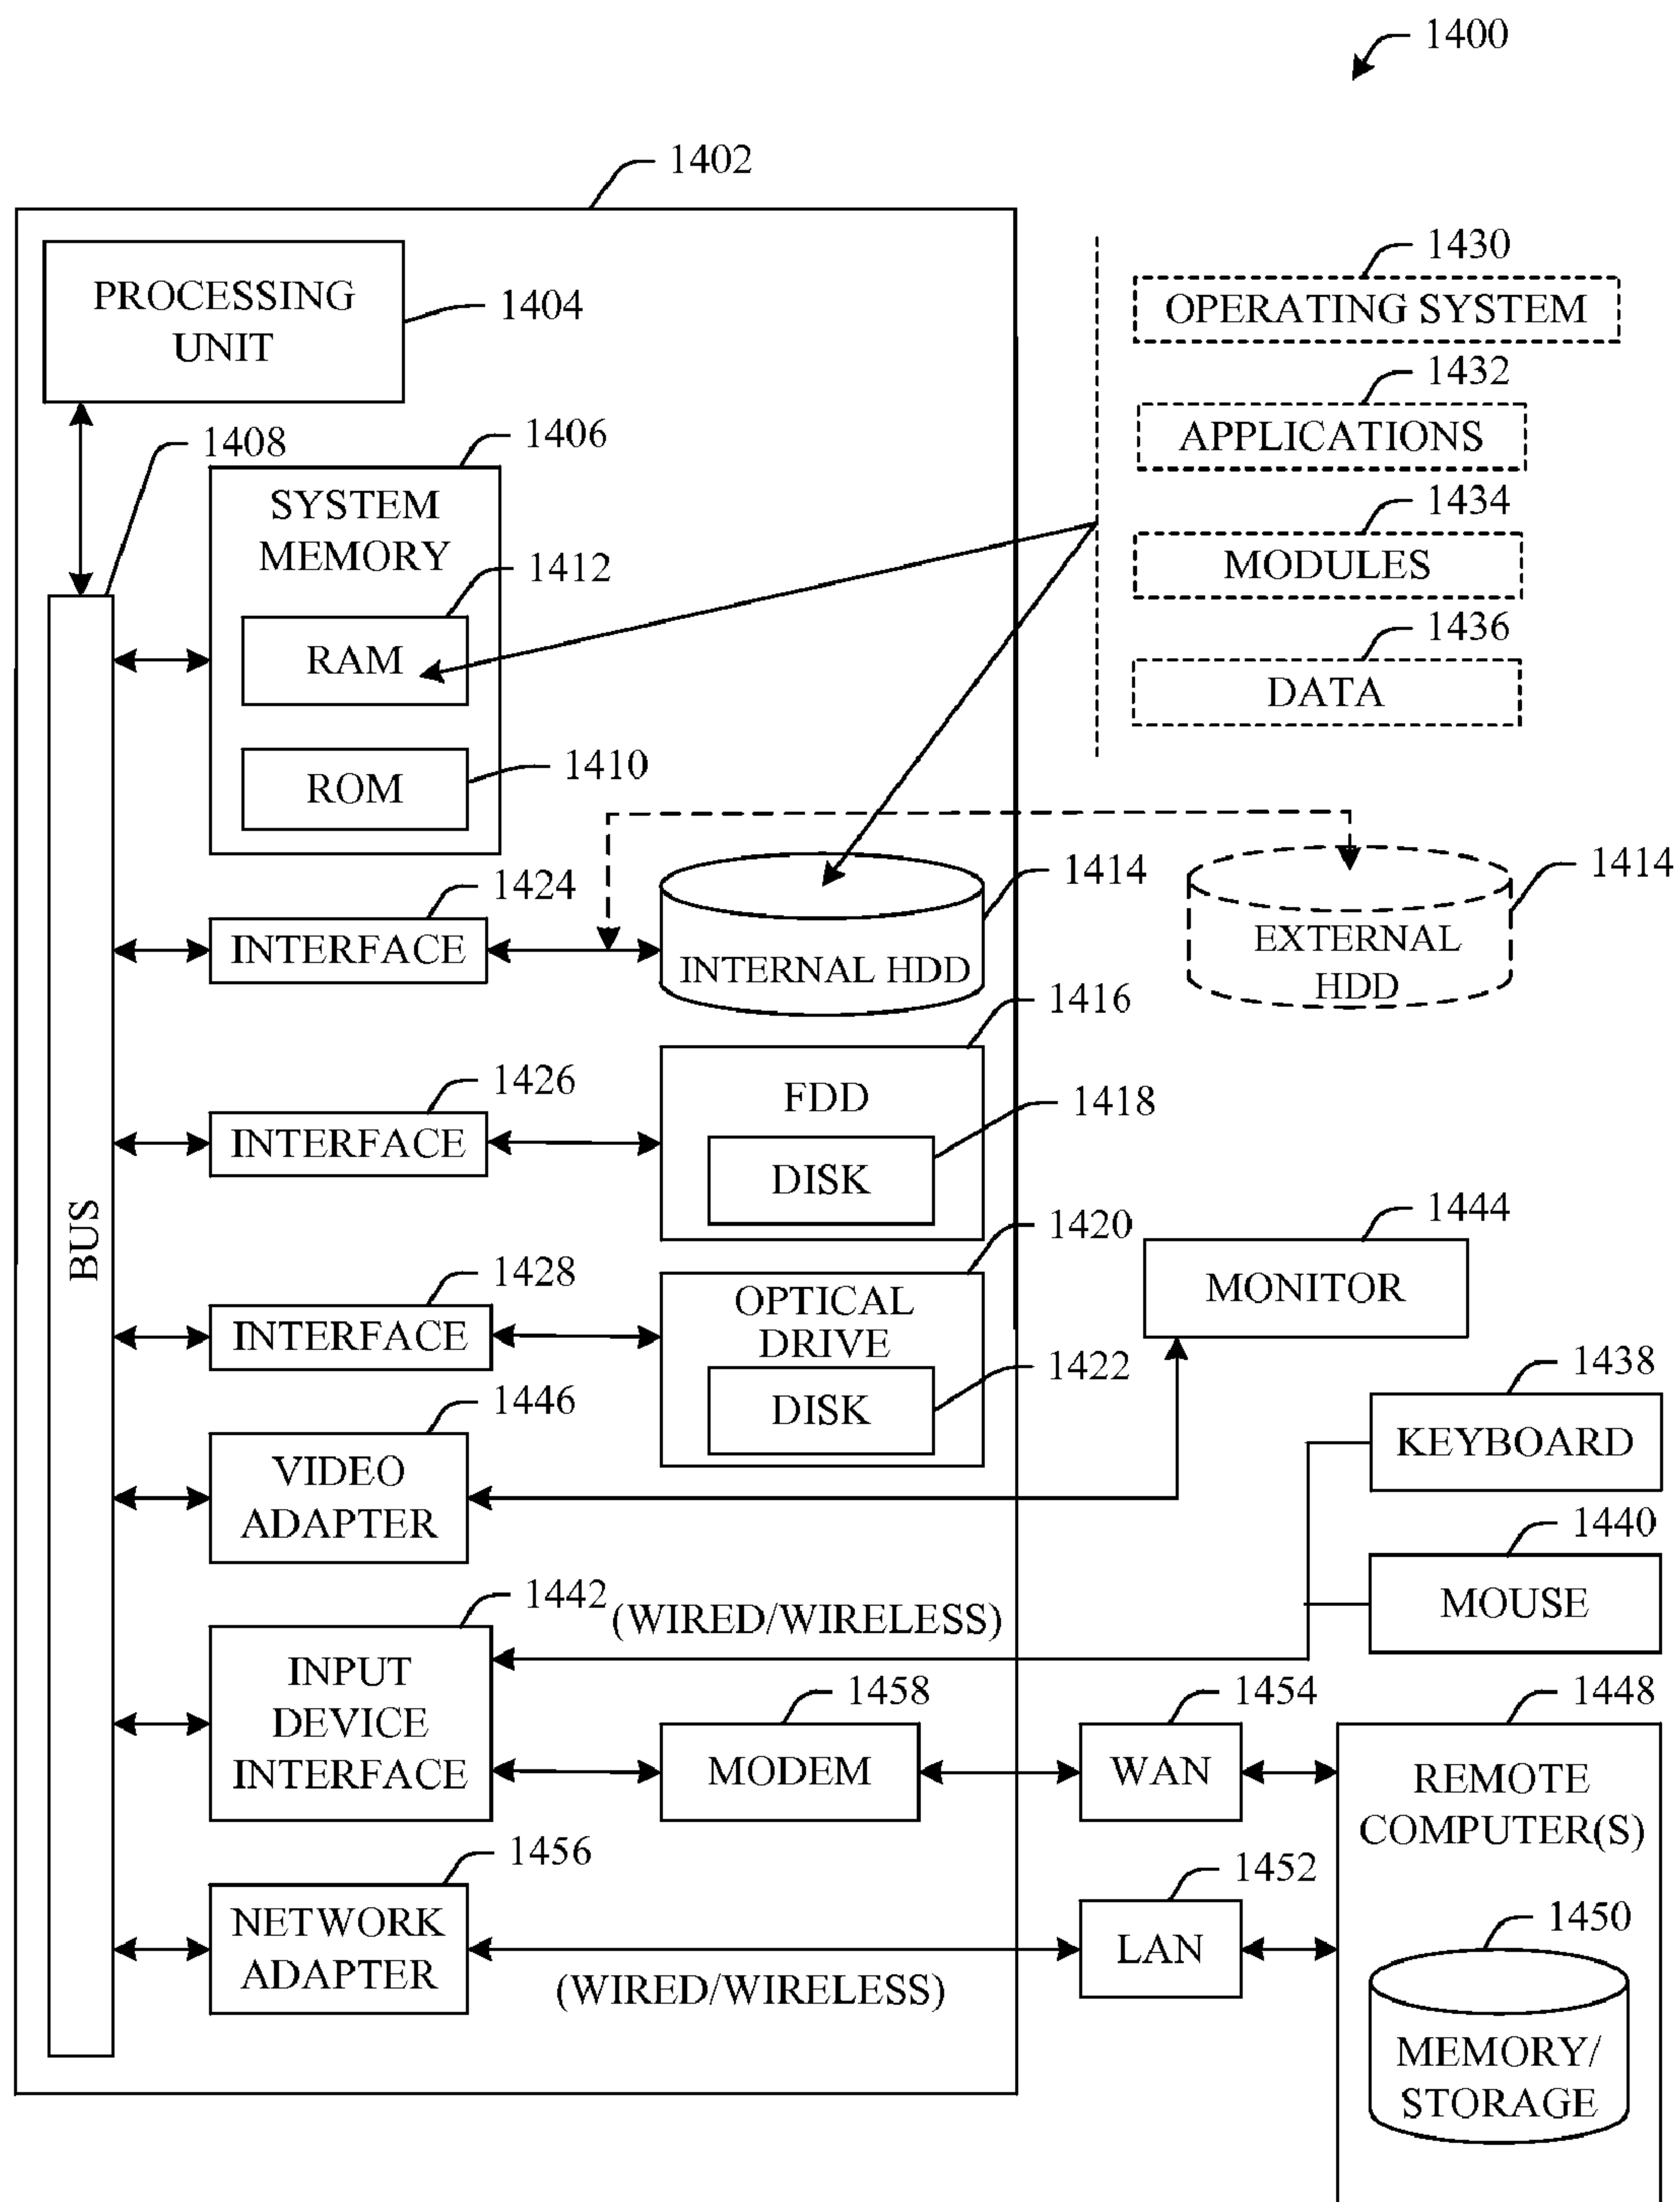 1400
1402
PROCESSING
UNIT
1404
1430
OPERATING SYSTEM
1432
APPLICATIONS
1434
MODULES
1436
DATA
1408
1406
SYSTEM
MEMORY
1412
RAM
1410
ROM
BUS
1424
INTERFACE
1414
INTERNAL HDD
1414
EXTERNAL
HDD
1426
INTERFACE
1416
FDD
1418
DISK
1428
INTERFACE
1420
OPTICAL
DRIVE
1422
DISK
1444
MONITOR
1446
VIDEO
ADAPTER
1438
KEYBOARD
1440
MOUSE
1442
(WIRED/WIRELESS)
INPUT
DEVICE
INTERFACE
1458
MODEM
1454
WAN
1448
REMOTE
COMPUTER(S)
1456
NETWORK
ADAPTER
(WIRED/WIRELESS)
1452
LAN
1450
MEMORY/
STORAGE